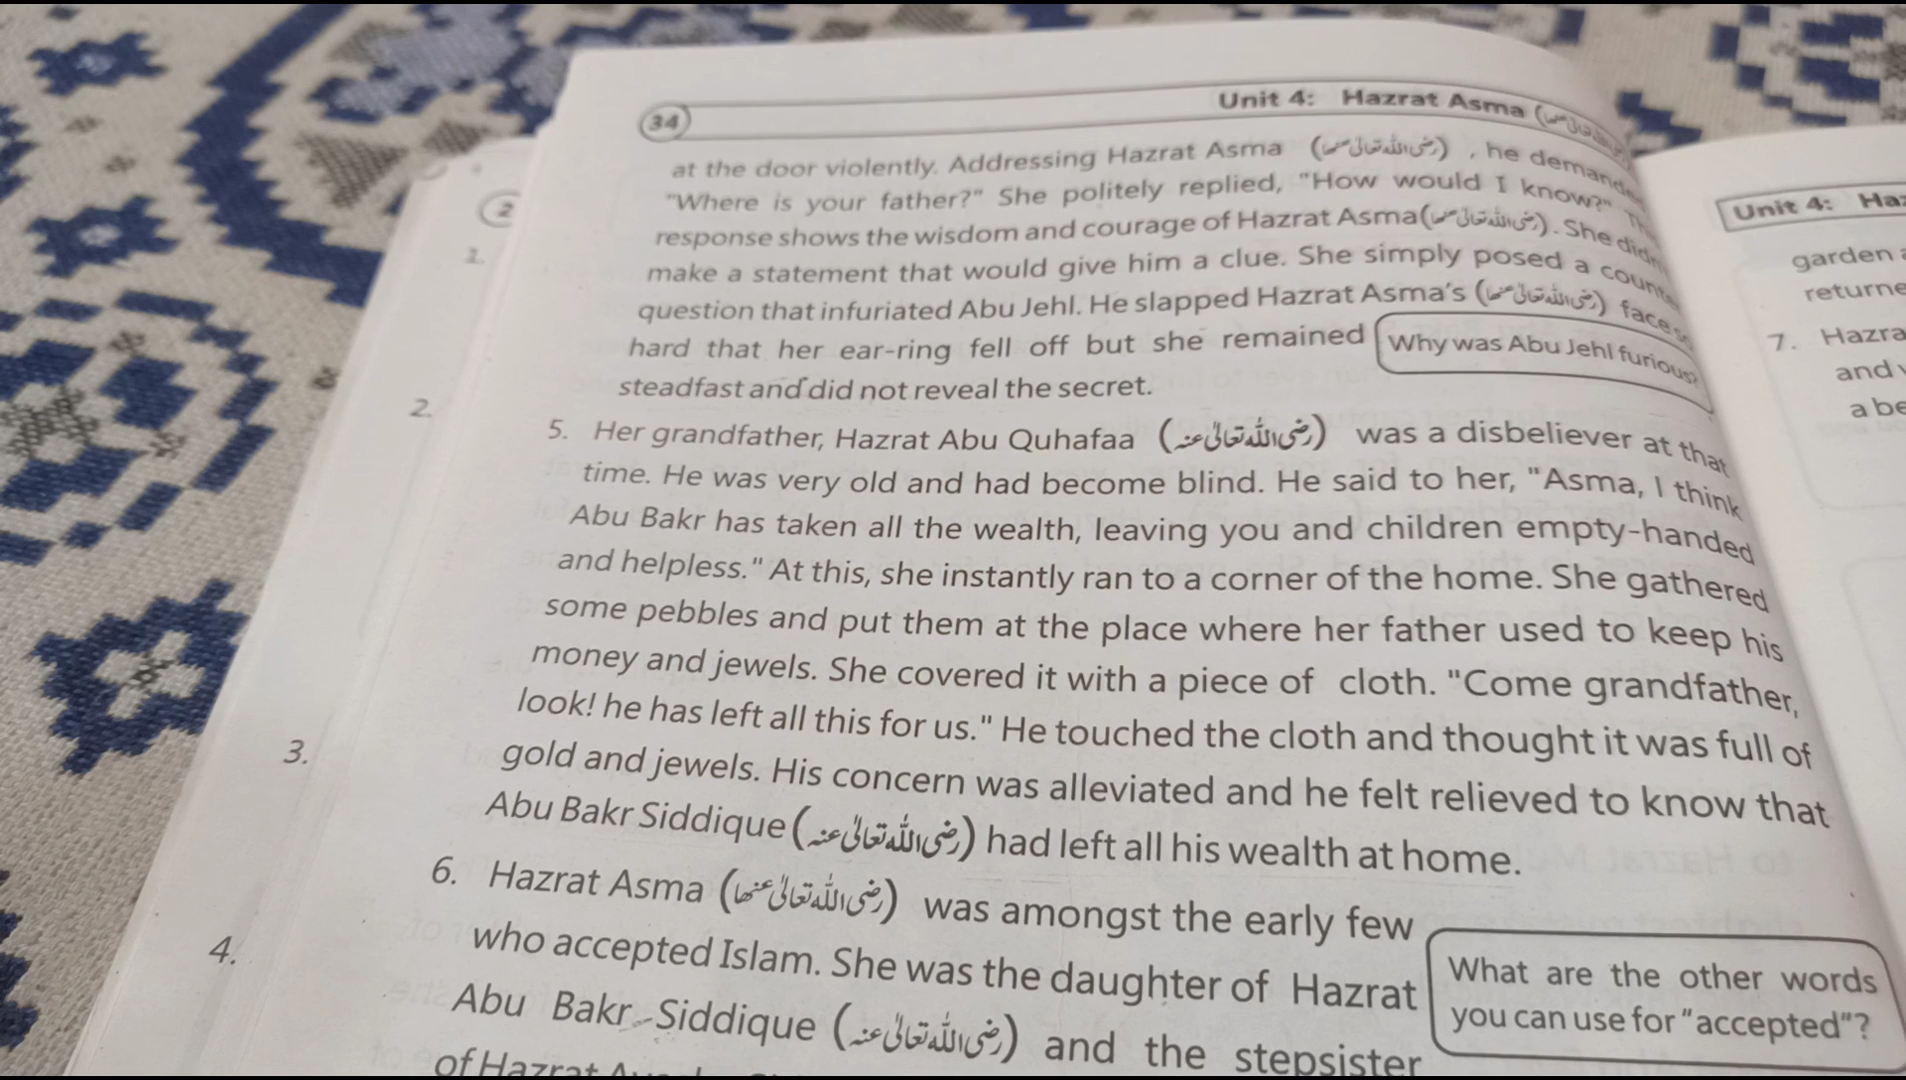 34
Unit 4: Hazrat Asma (رضی اللہ تعالیٰ عنہا)
at the door violently. Addressing Hazrat Asma (رضی اللہ تعالیٰ عنہا) , he
"Where is your father?" She politely replied, "How would I know?"
response shows the wisdom and courage of Hazrat Asma(رضی اللہ تعالیٰ عنہا). She
make a statement that would give him a clue. She simply posed a
question that infuriated Abu Jehl. He slapped Hazrat Asma's (رضی اللہ تعالیٰ عنہا) face
hard that her ear-ring fell off but she remained
steadfast and did not reveal the secret.
Why was Abu Jehl furious?
5. Her grandfather, Hazrat Abu Quhafaa (رضی اللہ تعالیٰ عنہ) was a disbeliever at that
time. He was very old and had become blind. He said to her, "Asma, I think
Abu Bakr has taken all the wealth, leaving you and children empty-handed
and helpless." At this, she instantly ran to a corner of the home. She gathered
some pebbles and put them at the place where her father used to keep his
money and jewels. She covered it with a piece of cloth. "Come grandfather,
look! he has left all this for us." He touched the cloth and thought it was full of
gold and jewels. His concern was alleviated and he felt relieved to know that
Abu Bakr Siddique (رضی اللہ تعالیٰ عنہ) had left all his wealth at home.
6. Hazrat Asma (رضی اللہ تعالیٰ عنہا) was amongst the early few
who accepted Islam. She was the daughter of Hazrat
Abu Bakr Siddique (رضی اللہ تعالیٰ عنہ) and the stepsister
of Hazrat
What are the other words
you can use for "accepted"?
2
1.
2.
3.
4.
Unit 4:
garden
7.
and